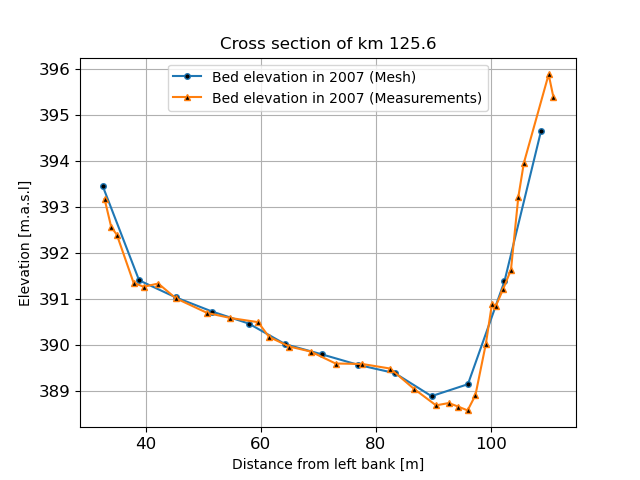 Cross section of km 125.6
Bed elevation in 2007 (Mesh)
Bed elevation in 2007 (Measurements)
396
395
394
393
392
391
390
389
Elevation [m.a.s.l]
40 60 80 100
Distance from left bank [m]